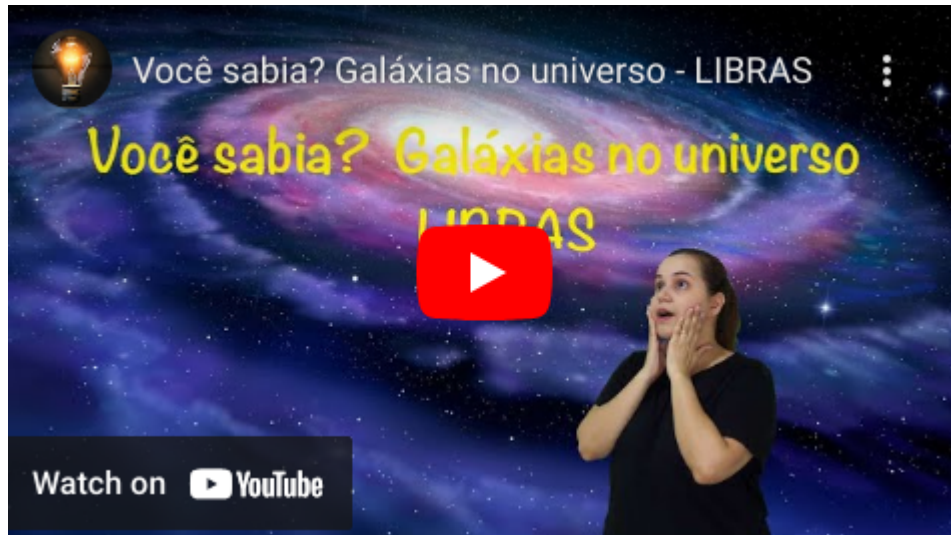 Você sabia? Galáxias no universo - LIBRAS
Você sabia? Galáxias no universo
LIBRAS
Watch on YouTube